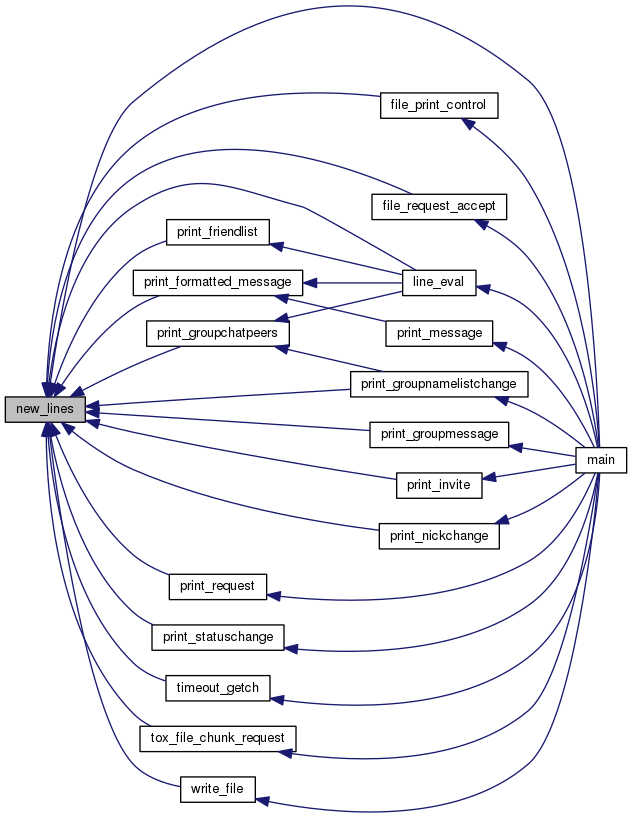 file_print_control
file_request_accept
print_friendlist
print_formatted_message
line_eval
print_groupchatpeers
print_message
print_groupnamelistchange
new_lines
print_groupmessage
main
print_invite
print_nickchange
print_request
print_statuschange
timeout_getch
tox_file_chunk_request
write_file